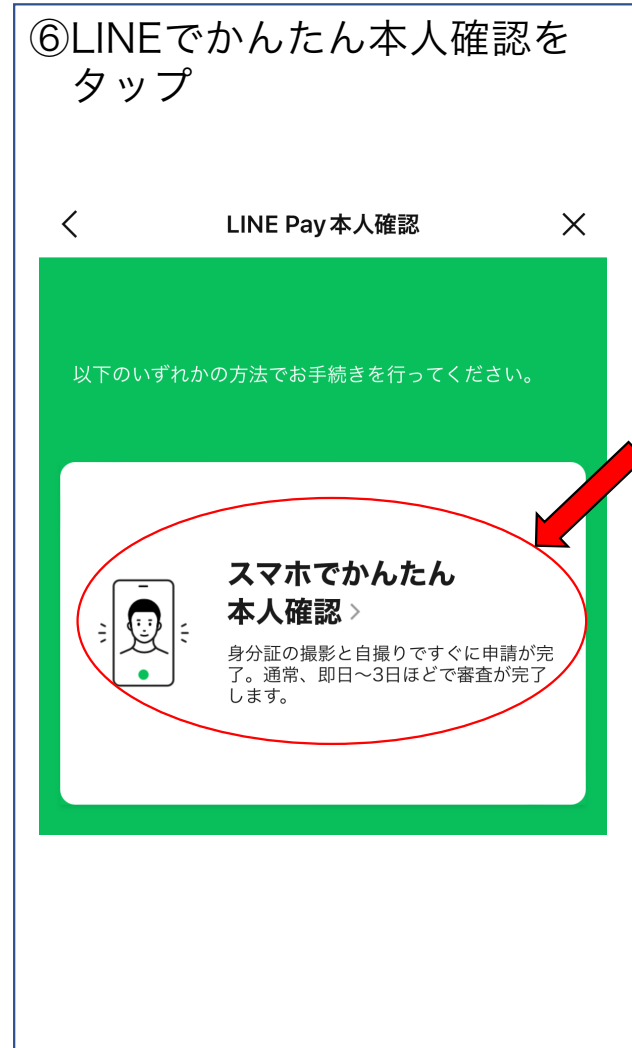 ⑥LINEでかんたん本人確認を
タップ
LINE Pay 本人確認
以下のいずれかの方法でお手続きを行ってください。
スマホでかんたん
本人確認
身分証の撮影と自撮りですぐに申請が完
了。通常、即日〜3日ほどで審査が完了
します。